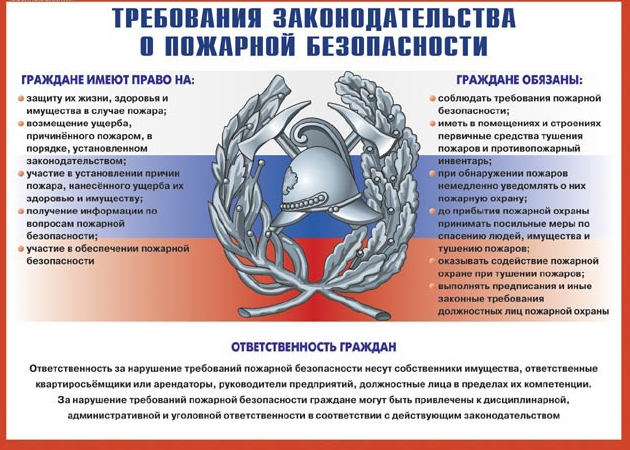 ТРЕБОВАНИЯ ЗАКОНОДАТЕЛЬСТВА
О ПОЖАРНОЙ БЕЗОПАСНОСТИ
ГРАЖДАНЕ ИМЕЮТ ПРАВО НА:
защиту их жизни, здоровья и
имущества в случае пожара;
возмещение ущерба,
причинённого пожаром, в
порядке, установленном
законодательством;
участие в установлении причин
пожара, нанесённого ущерба их
здоровью и имуществу;
получение информации по
вопросам пожарной
безопасности;
участие в обеспечении пожарной
безопасности
ГРАЖДАНЕ ОБЯЗАНЫ:
соблюдать требования пожарной
безопасности;
иметь в помещениях и строениях
первичные средства тушения
пожаров и противопожарный
инвентарь;
при обнаружении пожаров
немедленно уведомлять о них
пожарную охрану;
до прибытия пожарной охраны
принимать посильные меры по
спасению людей, имущества и
тушению пожаров;
оказывать содействие пожарной
охране при тушении пожаров;
выполнять предписания и иные
законные требования
должностных лиц пожарной охраны
ОТВЕТСТВЕННОСТЬ ГРАЖДАН
Ответственность за нарушение требований пожарной безопасности несут собственники имущества, ответственные
квартиросъёмщики или арендаторы, руководители предприятий, должностные лица в пределах их компетенции.
За нарушение требований пожарной безопасности граждане могут быть привлечены к дисциплинарной,
административной и уголовной ответственности в соответствии с действующим законодательством